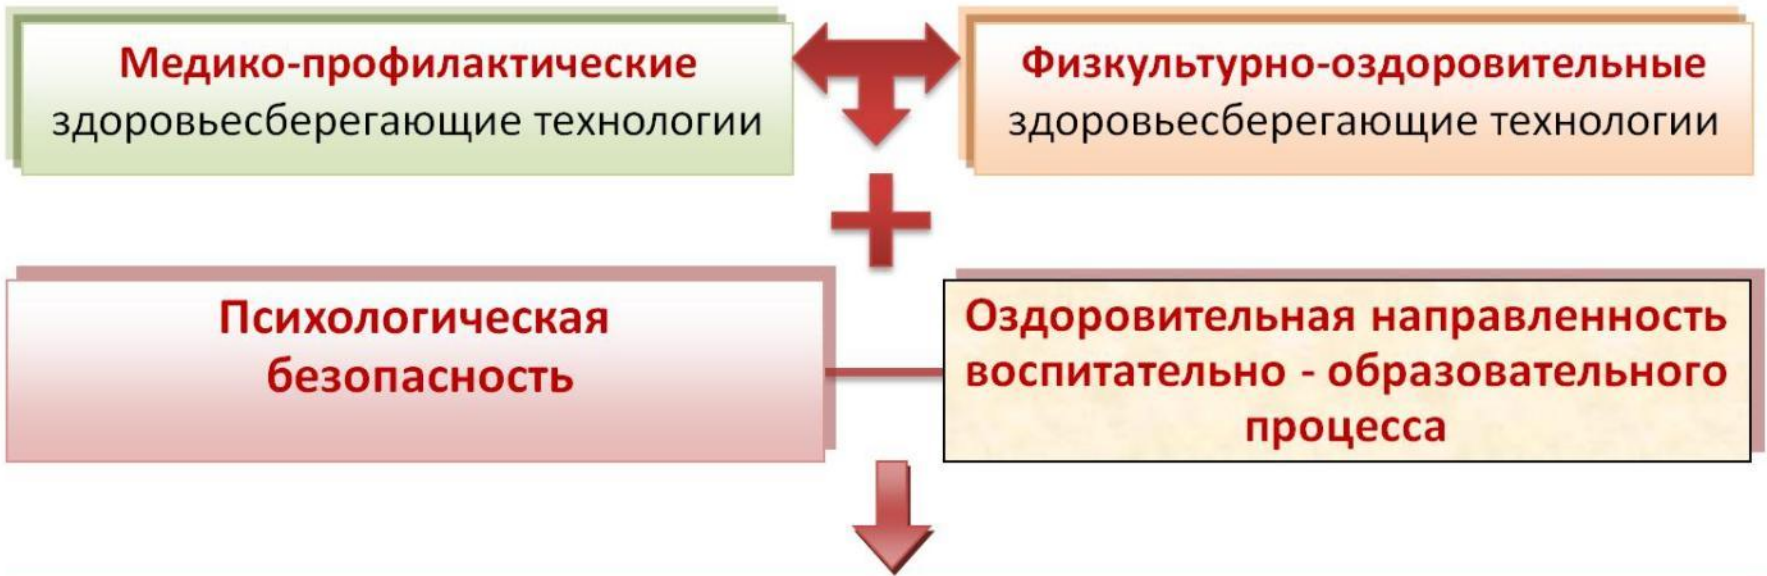 Медико-профилактические
здоровьесберегающие технологии
Физкультурно-оздоровительные
здоровьесберегающие технологии
Психологическая
безопасность
Оздоровительная направленность
воспитательно - образовательного
процесса